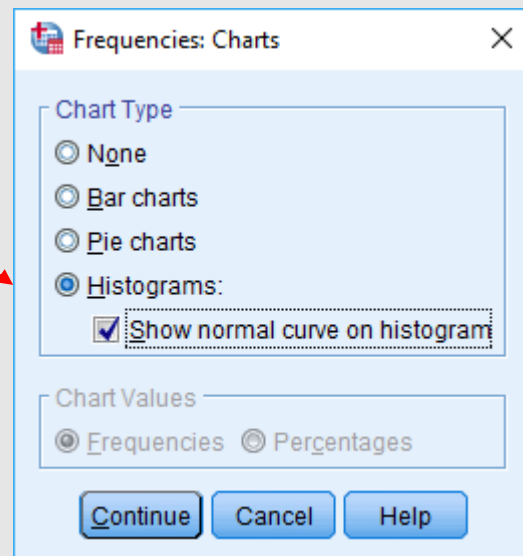 Frequencies: Charts
Chart Type
None
Bar charts
Pie charts
Histograms:
Show normal curve on histogram
Chart Values
Frequencies Percentages
Continue Cancel Help